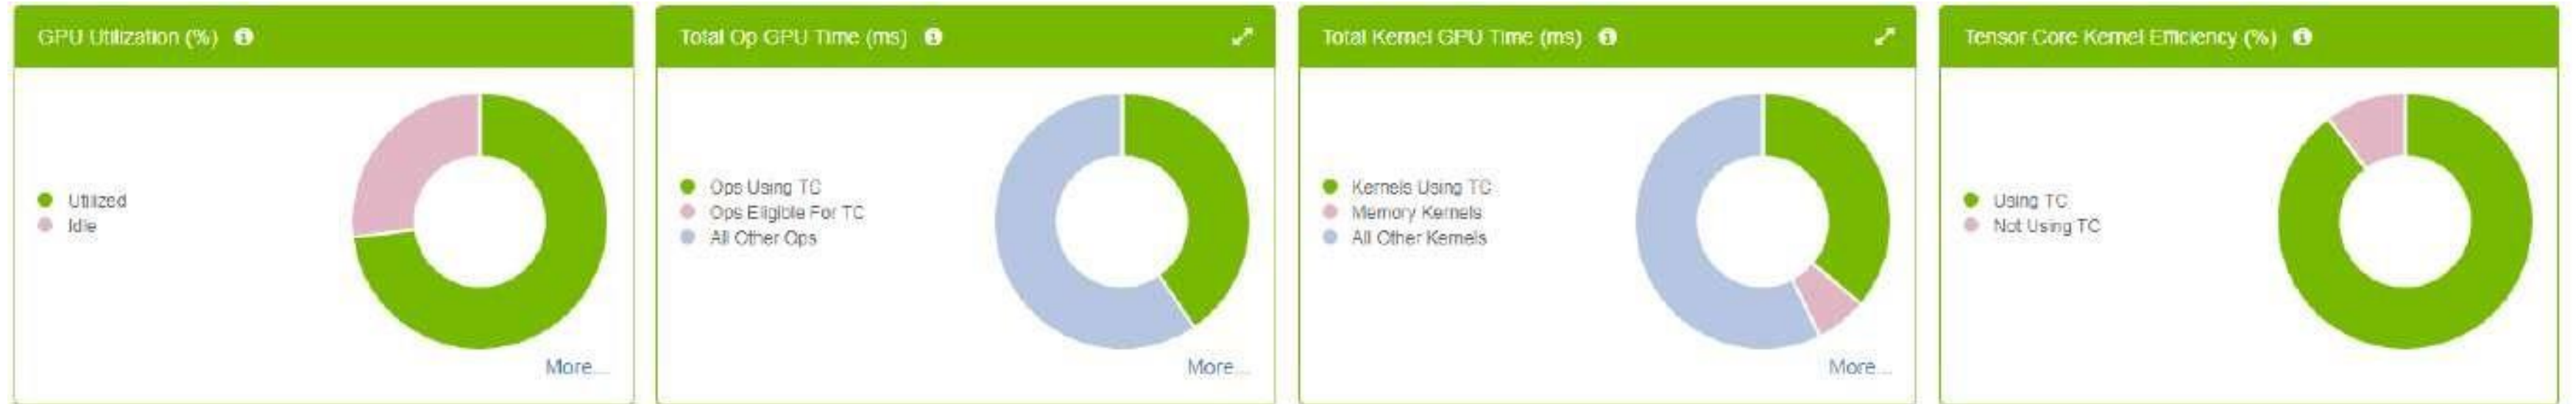 GPU Utilization (%)
Utilized
Idle
More...
Total Op GPU Time (ms)
Ops Using TC
Ops Eligible For TC
All Other Ops
More...
Total Kernel GPU Time (ms)
Kernels Using TC
Memory Kernels
All Other Kernels
More...
Tensor Core Kernel Efficiency (%)
Using TC
Not Using TC